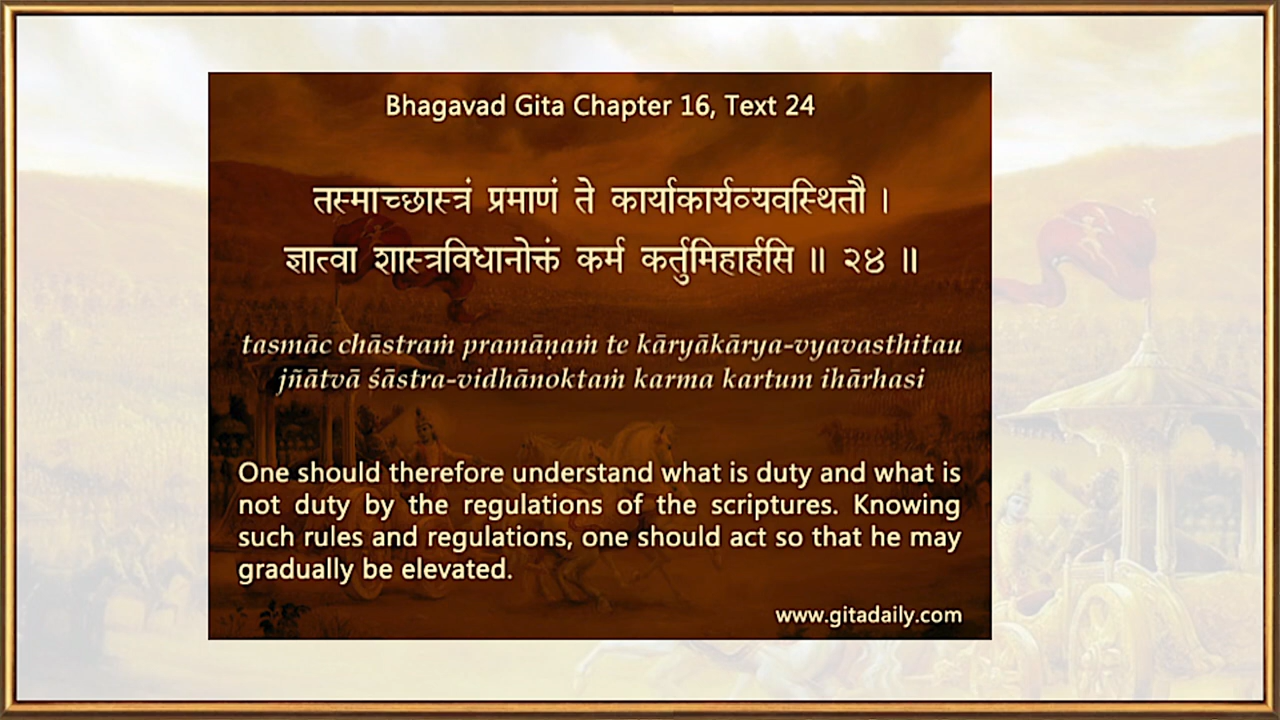 Bhagavad Gita Chapter 16, Text 24
तस्माच्छास्त्रं प्रमाणं ते कार्याकार्यव्यवस्थितौ ।
ज्ञात्वा शास्त्रविधानोक्तं कर्म कर्तुमिहार्हसि ॥ २४ ॥
tasmāc chāstraṁ pramāṇaṁ te kāryākārya-vyavasthitau
jñātvā śāstra-vidhānoktaṁ karma kartum ihārhasi
One should therefore understand what is duty and what is
not duty by the regulations of the scriptures. Knowing
such rules and regulations, one should act so that he may
gradually be elevated.
www.gitadaily.com